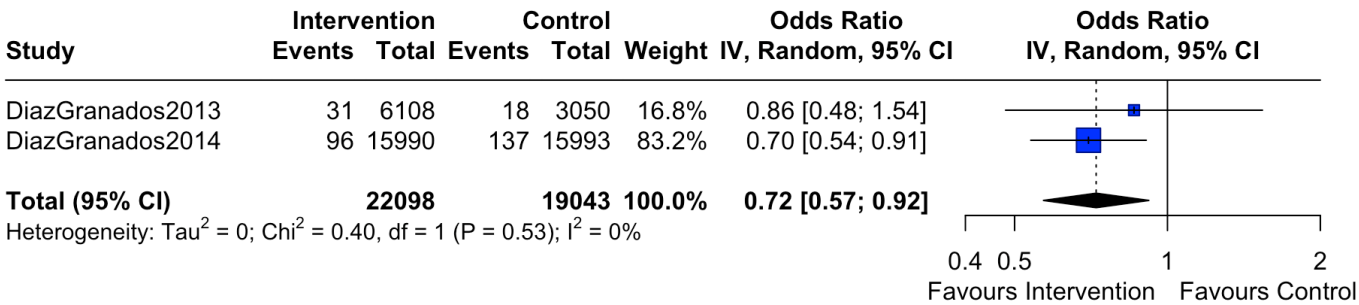 Intervention Control Odds Ratio Odds Ratio
Study Events Total Events Total Weight IV, Random, 95% CI IV, Random, 95% CI
DiazGranados2013 31 6108 18 3050 16.8% 0.86 [0.48; 1.54]
DiazGranados2014 96 15990 137 15993 83.2% 0.70 [0.54; 0.91]
Total (95% CI) 22098 19043 100.0% 0.72 [0.57; 0.92]
Heterogeneity: Tau² = 0; Chi² = 0.40, df = 1 (P = 0.53); I² = 0%
0.4 0.5 1 2
Favours Intervention Favours Control